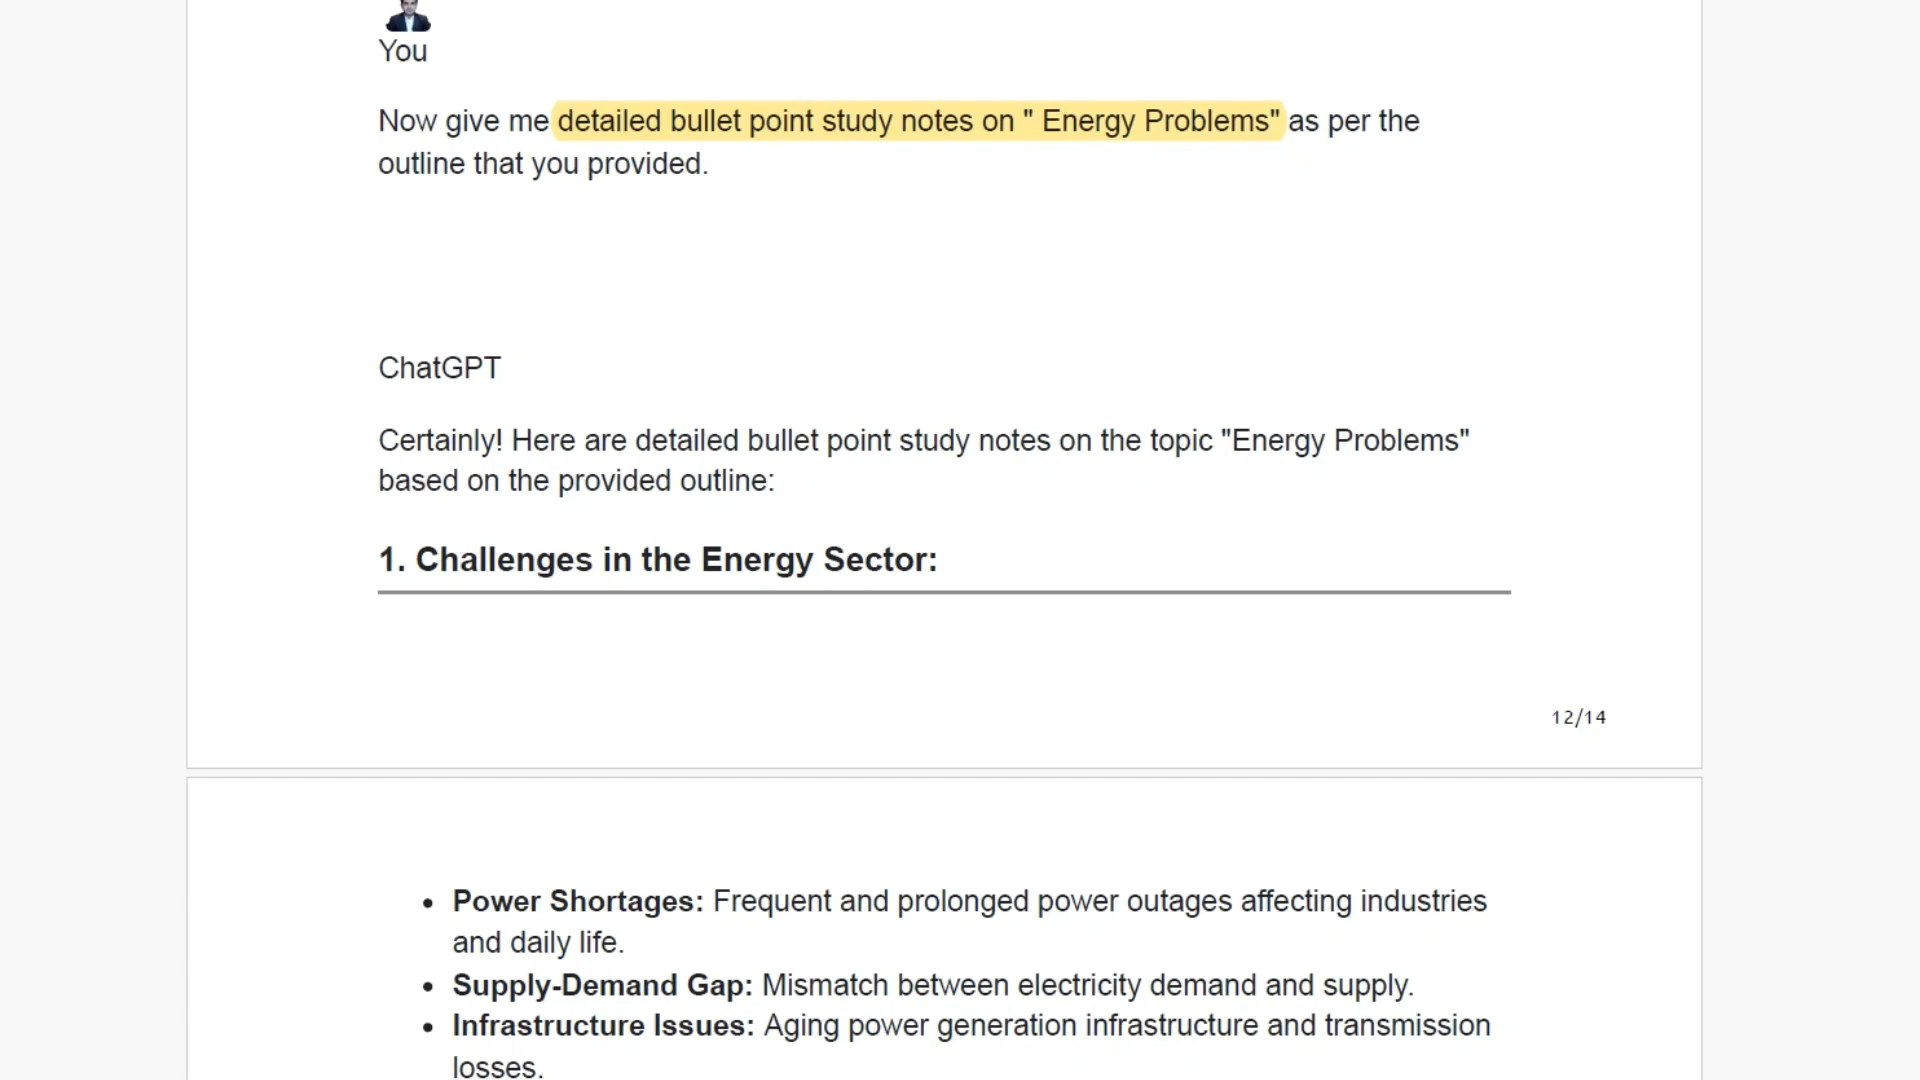 You
Now give me detailed bullet point study notes on " Energy Problems" as per the
outline that you provided.
ChatGPT
Certainly! Here are detailed bullet point study notes on the topic "Energy Problems"
based on the provided outline:
1. Challenges in the Energy Sector:
12/14
• Power Shortages: Frequent and prolonged power outages affecting industries
and daily life.
• Supply-Demand Gap: Mismatch between electricity demand and supply.
• Infrastructure Issues: Aging power generation infrastructure and transmission
losses.